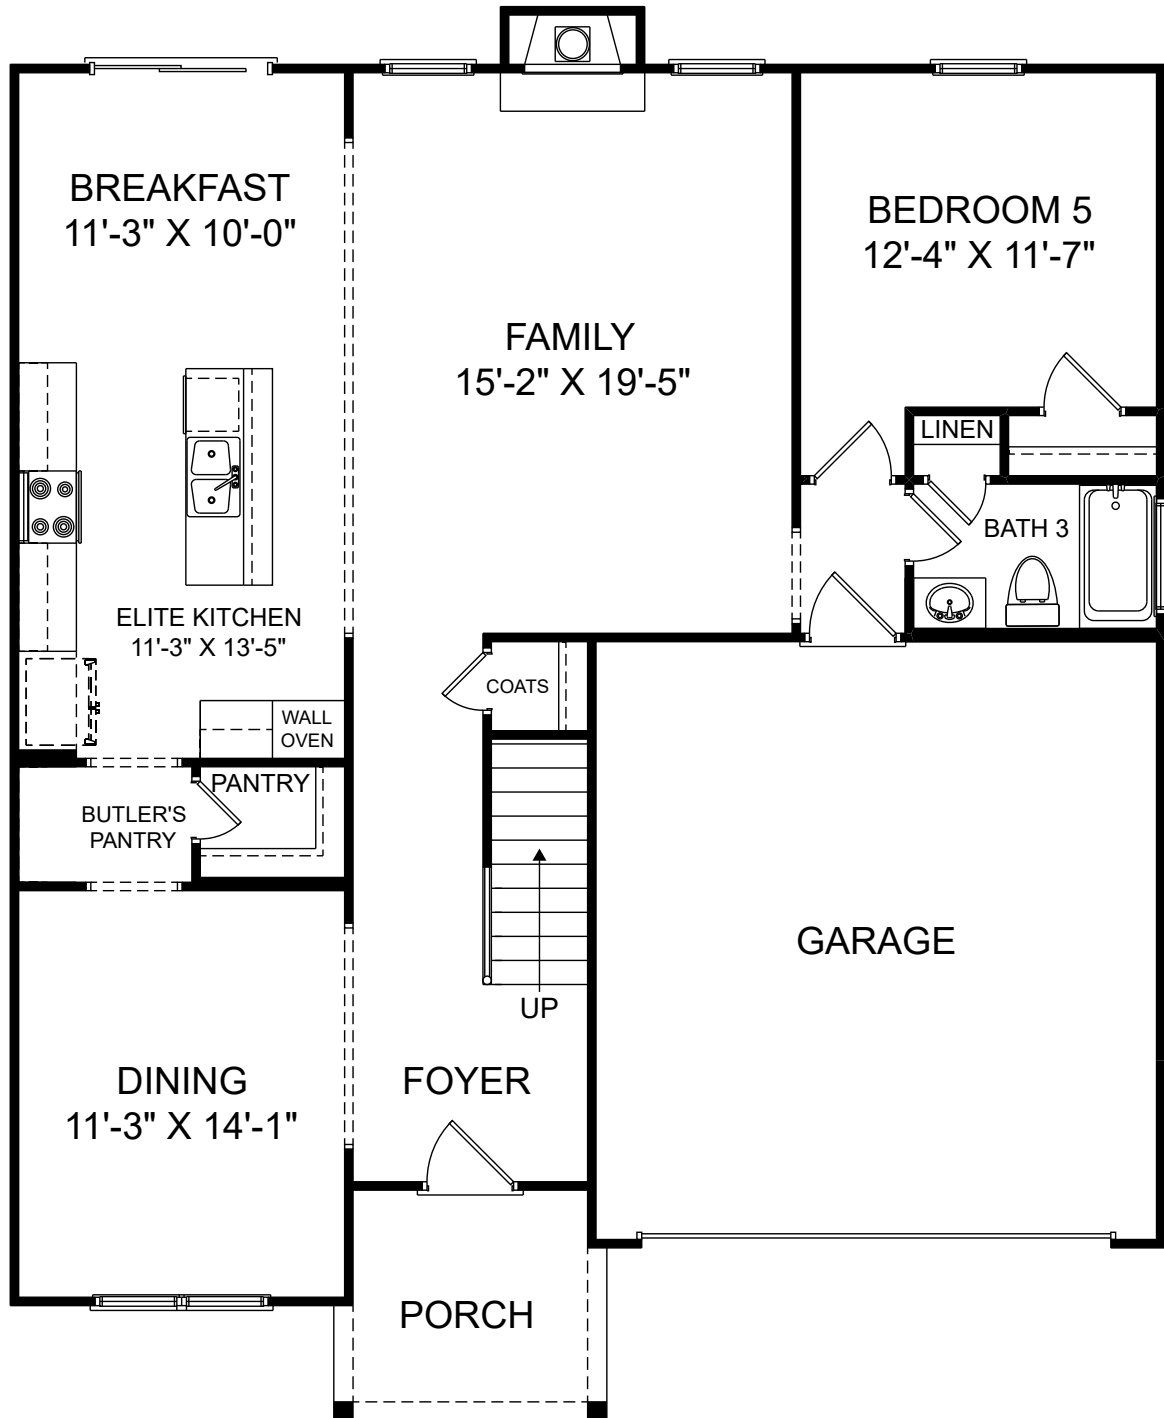 BREAKFAST
11'-3" X 10'-0"
BEDROOM 5
12'-4" X 11'-7"
FAMILY
15'-2" X 19'-5"
LINEN
BATH 3
ELITE KITCHEN
11'-3" X 13'-5"
COATS
WALL
OVEN
PANTRY
BUTLER'S
PANTRY
GARAGE
UP
DINING
11'-3" X 14'-1"
FOYER
PORCH